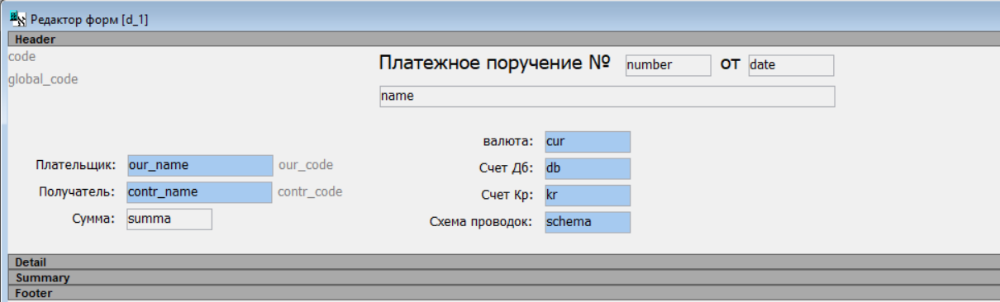 Редактор форм [d_1]
Header
code
Платежное поручение № number от date
global_code
name
валюта: cur
Плательщик: our_name our_code
Счет Дб: db
Получатель: contr_name contr_code
Счет Кр: kr
Сумма: summa
Схема проводок: schema
Detail
Summary
Footer